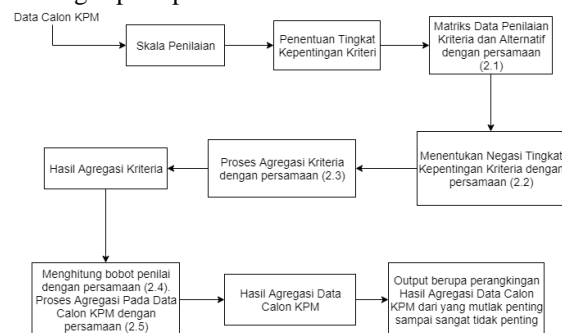 Data Calon KPM
Skala Penilaian
Penentuan Tingkat
Kepentingan Kriteri
Matriks Data Penilaian
Kriteria dan Alternatif
dengan persamaan
(2.1)
Menentukan Negasi Tingkat
Kepentingan Kriteria dengan
persamaan (2.2)
Proses Agregasi Kriteria
dengan persamaan (2.3)
Hasil Agregasi Kriteria
Menghitung bobot penilai
dengan persamaan (2.4).
Proses Agregasi Pada Data
Calon KPM dengan
persamaan (2.5)
Hasil Agregasi Data
Calon KPM
Output berupa perangkingan
Hasil Agregasi Data Calon
KPM dari yang mutlak penting
sampai sangat tidak penting